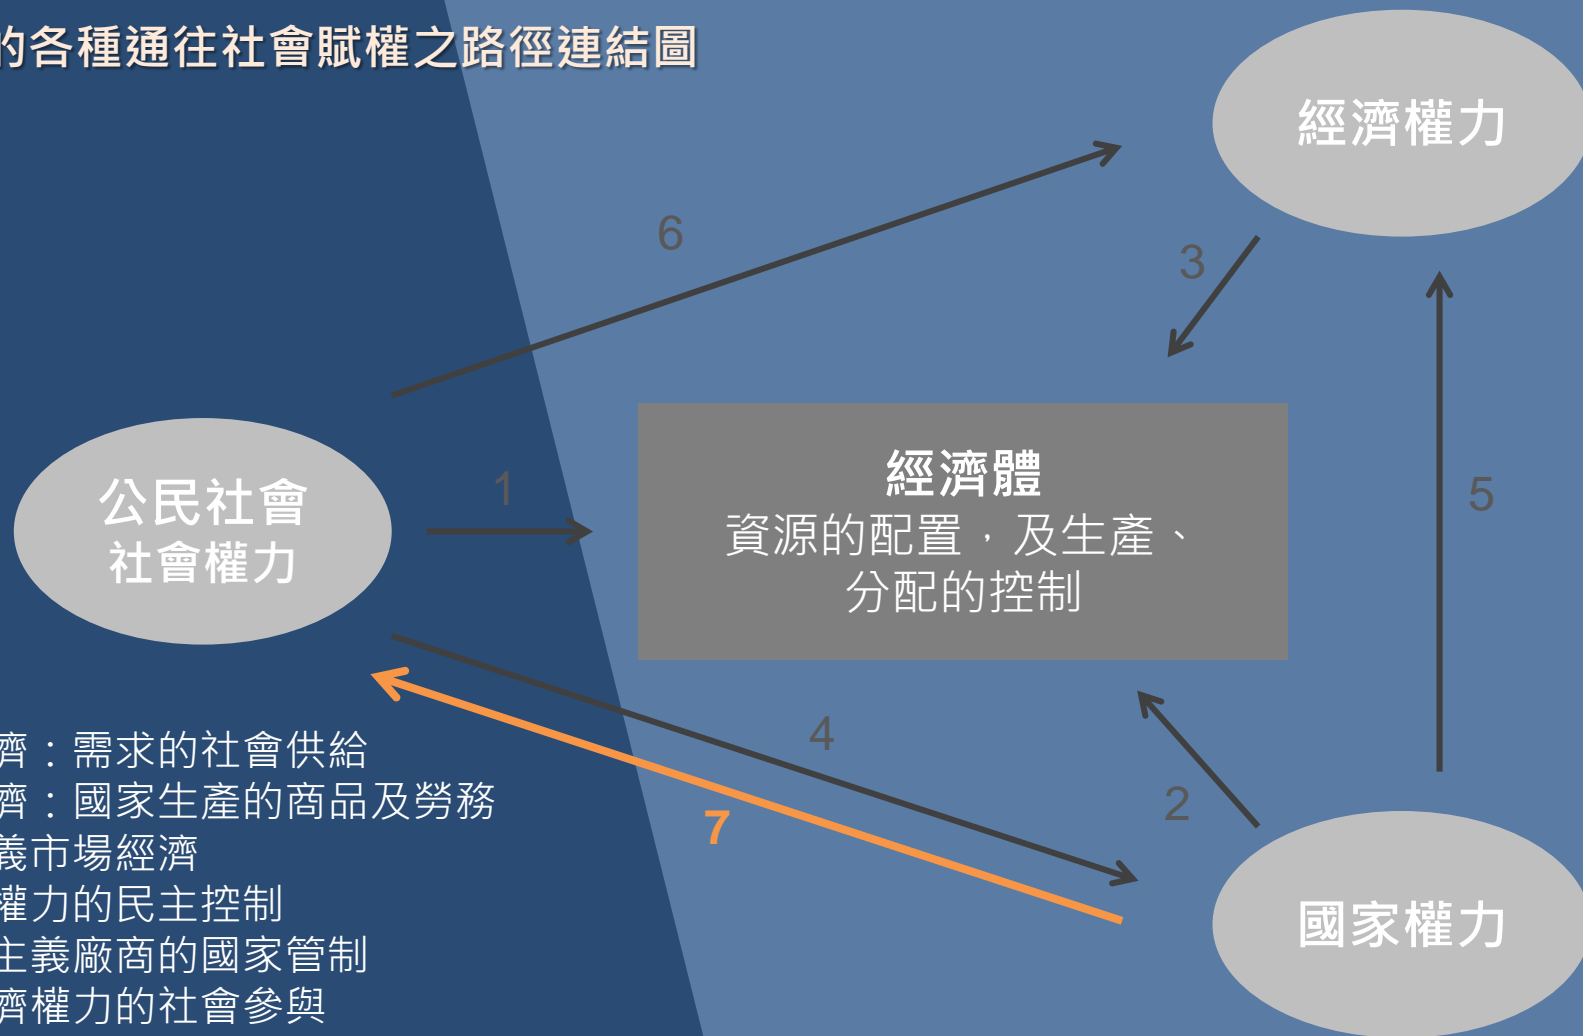 的各種通往社會賦權之路徑連結圖
經濟權力
6
3
公民社會
社會權力
1
經濟體
資源的配置，及生產、
分配的控制
5
4
2
7
國家權力
濟：需求的社會供給
濟：國家生產的商品及勞務
義市場經濟
權力的民主控制
主義廠商的國家管制
濟權力的社會參與